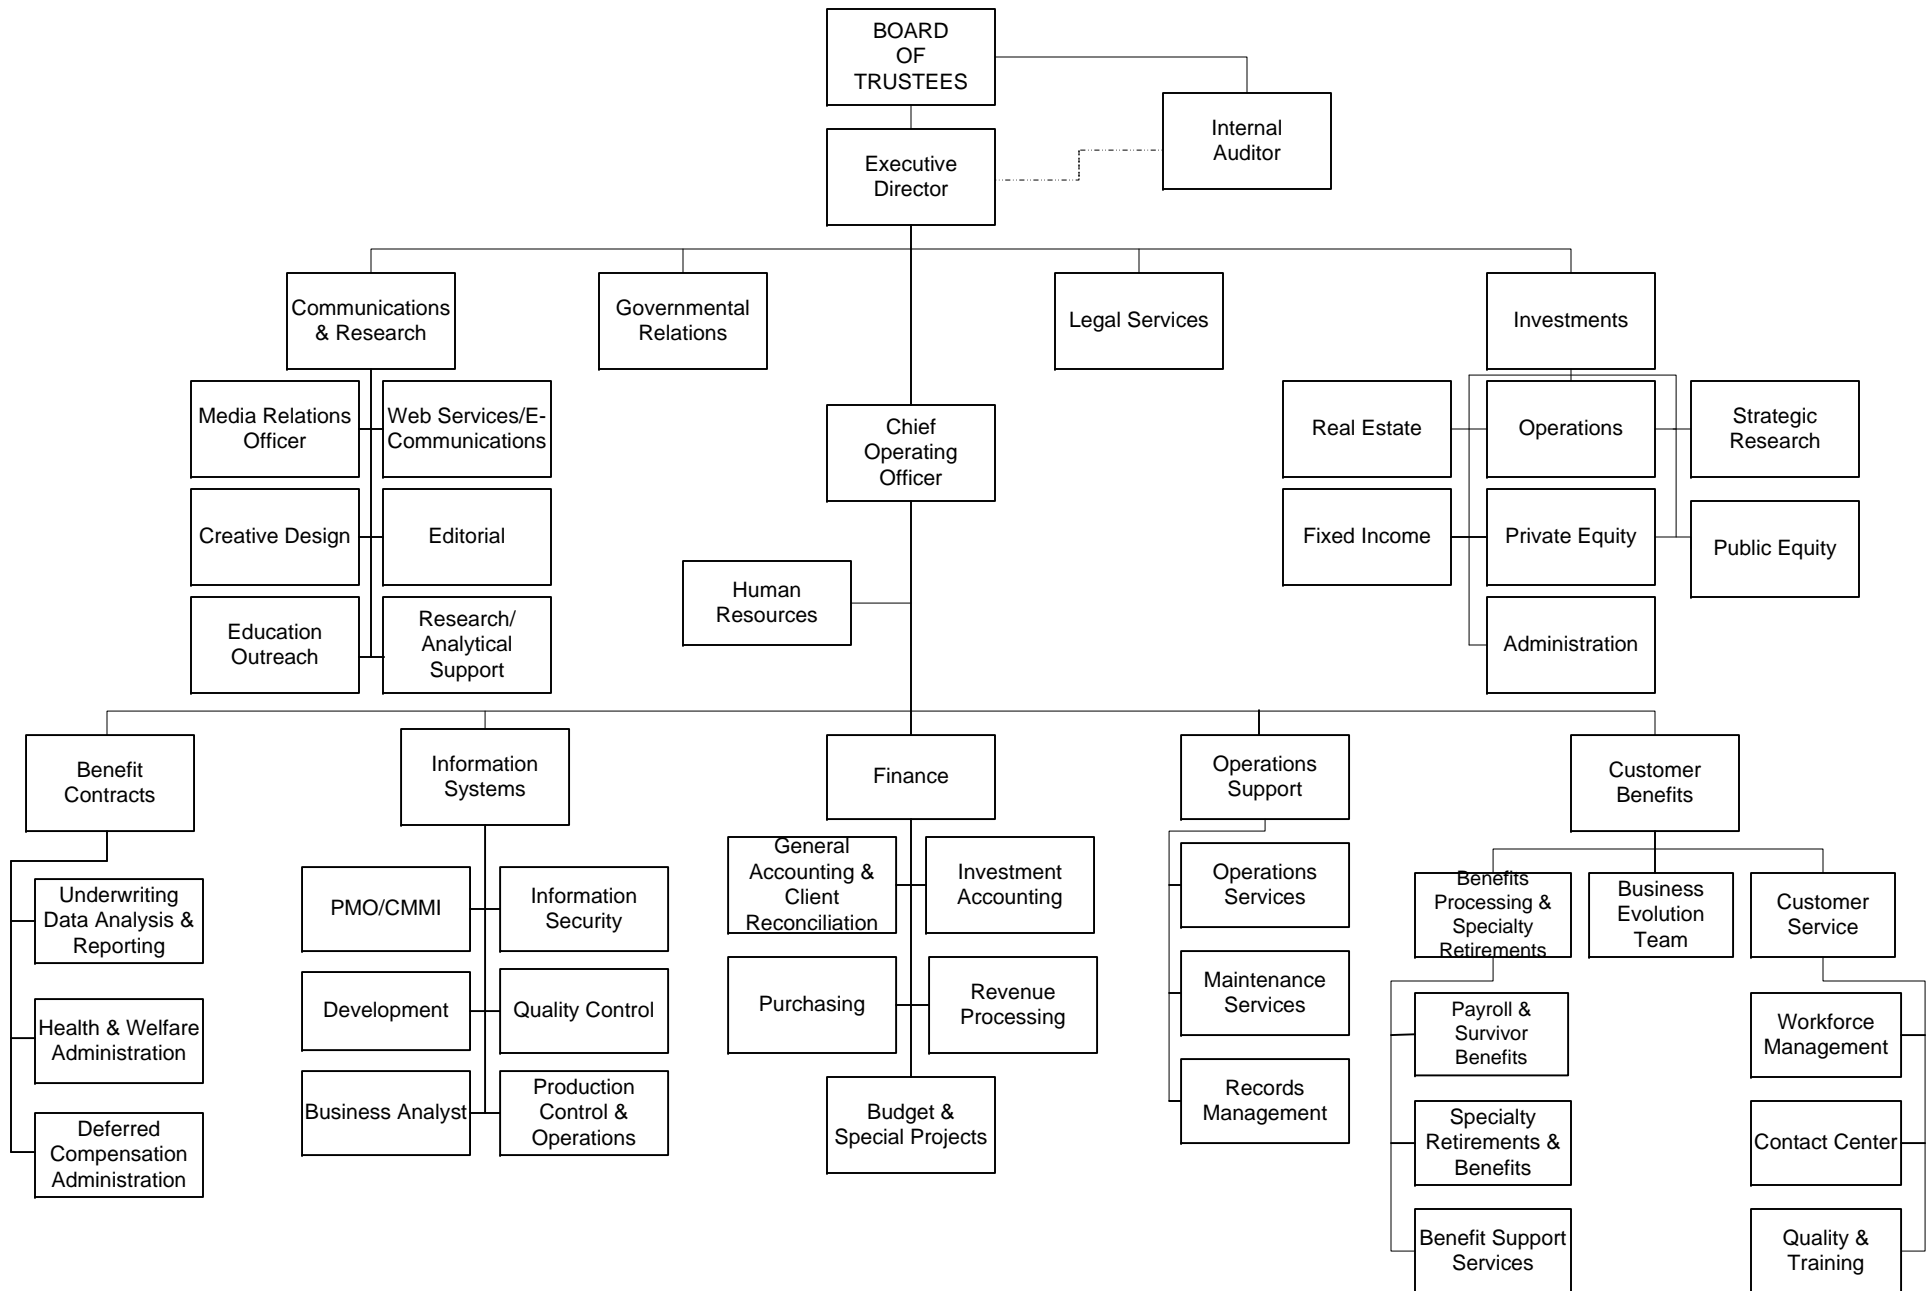 BOARD
OF
TRUSTEES
Internal
Auditor
Executive
Director
Communications
& Research
Governmental
Relations
Legal Services
Investments
Media Relations
Officer
Web Services/E-
Communications
Creative Design
Editorial
Education
Outreach
Research/
Analytical
Support
Chief
Operating
Officer
Human
Resources
Real Estate
Operations
Strategic
Research
Fixed Income
Private Equity
Public Equity
Administration
Benefit
Contracts
Information
Systems
Finance
Operations
Support
Customer
Benefits
Underwriting
Data Analysis &
Reporting
Health & Welfare
Administration
Deferred
Compensation
Administration
PMO/CMMI
Information
Security
Development
Quality Control
Business Analyst
Production
Control &
Operations
General
Accounting &
Client
Reconciliation
Investment
Accounting
Purchasing
Revenue
Processing
Budget &
Special Projects
Operations
Services
Maintenance
Services
Records
Management
Benefits
Processing &
Specialty
Retirements
Business
Evolution
Team
Customer
Service
Payroll &
Survivor
Benefits
Specialty
Retirements &
Benefits
Benefit Support
Services
Workforce
Management
Contact Center
Quality &
Training